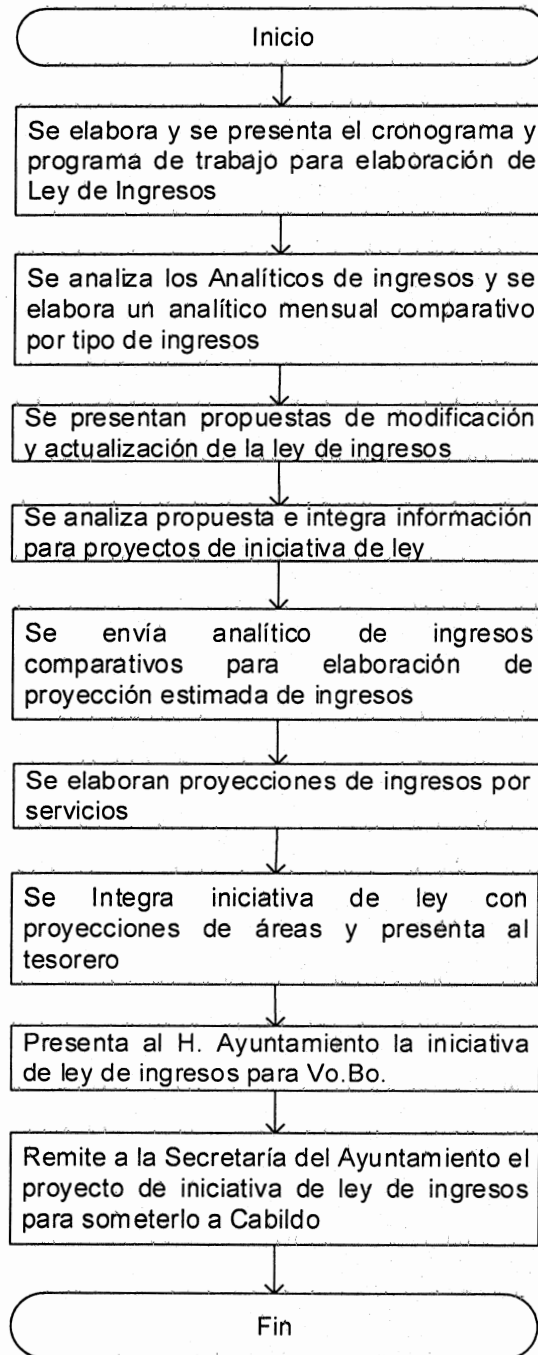 Inicio
Se elabora y se presenta el cronograma y
programa de trabajo para elaboración de
Ley de Ingresos
Se analiza los Analíticos de ingresos y se
elabora un analítico mensual comparativo
por tipo de ingresos
Se presentan propuestas de modificación
y actualización de la ley de ingresos
Se analiza propuesta e integra información
para proyectos de iniciativa de ley
Se envía analítico de ingresos
comparativos para elaboración de
proyección estimada de ingresos
Se elaboran proyecciones de ingresos por
servicios
Se Integra iniciativa de ley con
proyecciones de áreas y presenta al
tesorero
Presenta al H. Ayuntamiento la iniciativa
de ley de ingresos para Vo.Bo.
Remite a la Secretaría del Ayuntamiento el
proyecto de iniciativa de ley de ingresos
para someterlo a Cabildo
Fin